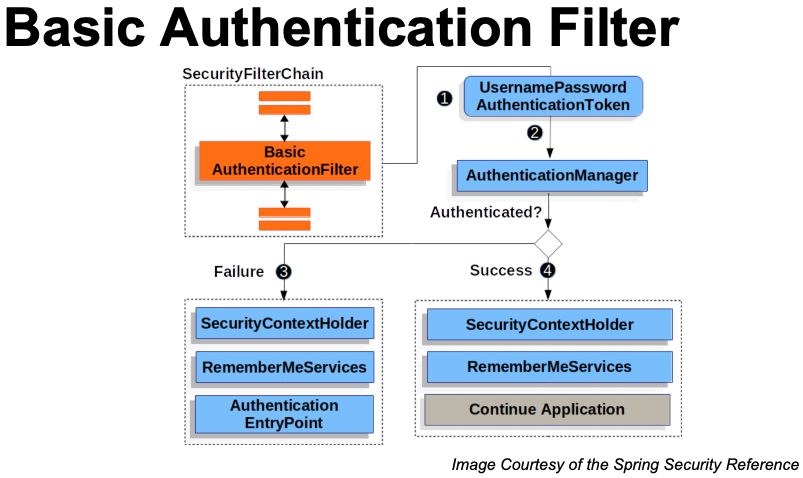 Basic Authentication Filter
SecurityFilterChain
Basic
AuthenticationFilter
1
UsernamePassword
AuthenticationToken
2
AuthenticationManager
Authenticated?
Failure 3
Success 4
SecurityContextHolder
RememberMeServices
Authentication
EntryPoint
SecurityContextHolder
RememberMeServices
Continue Application
Image Courtesy of the Spring Security Reference